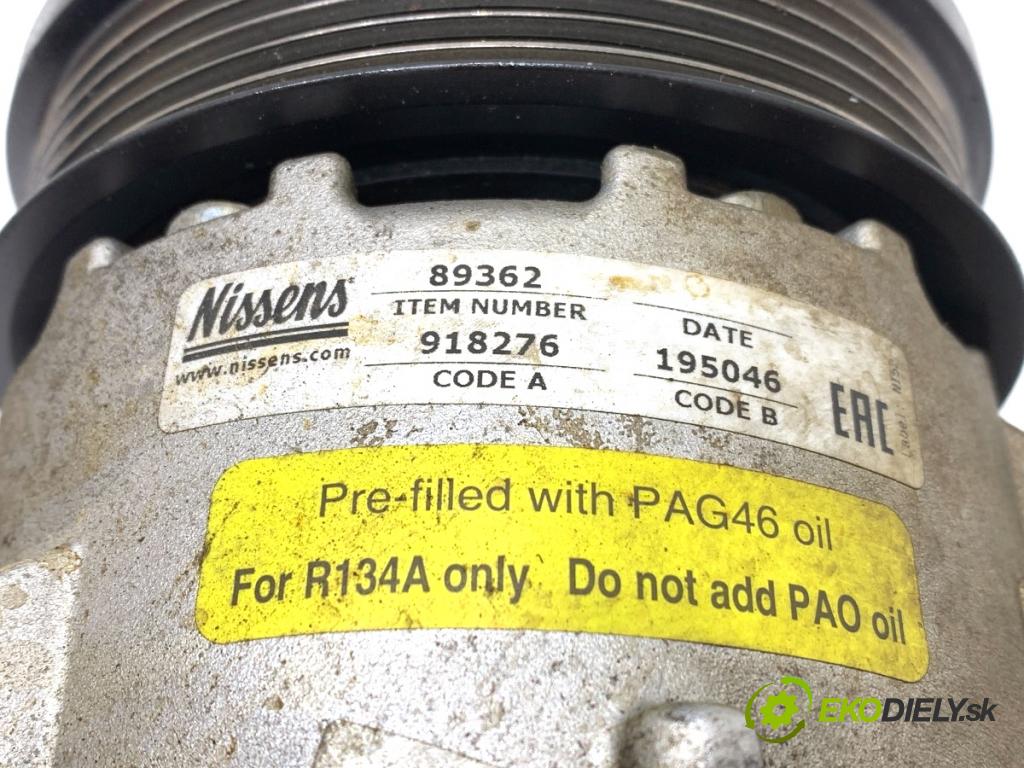 Nissens
www.nissens.com
89362
ITEM NUMBER
918276
CODE A
DATE
195046
CODE B
EAC
Pre-filled with PAG46 oil
For R134A only Do not add PAO oil
EKODIELY.sk